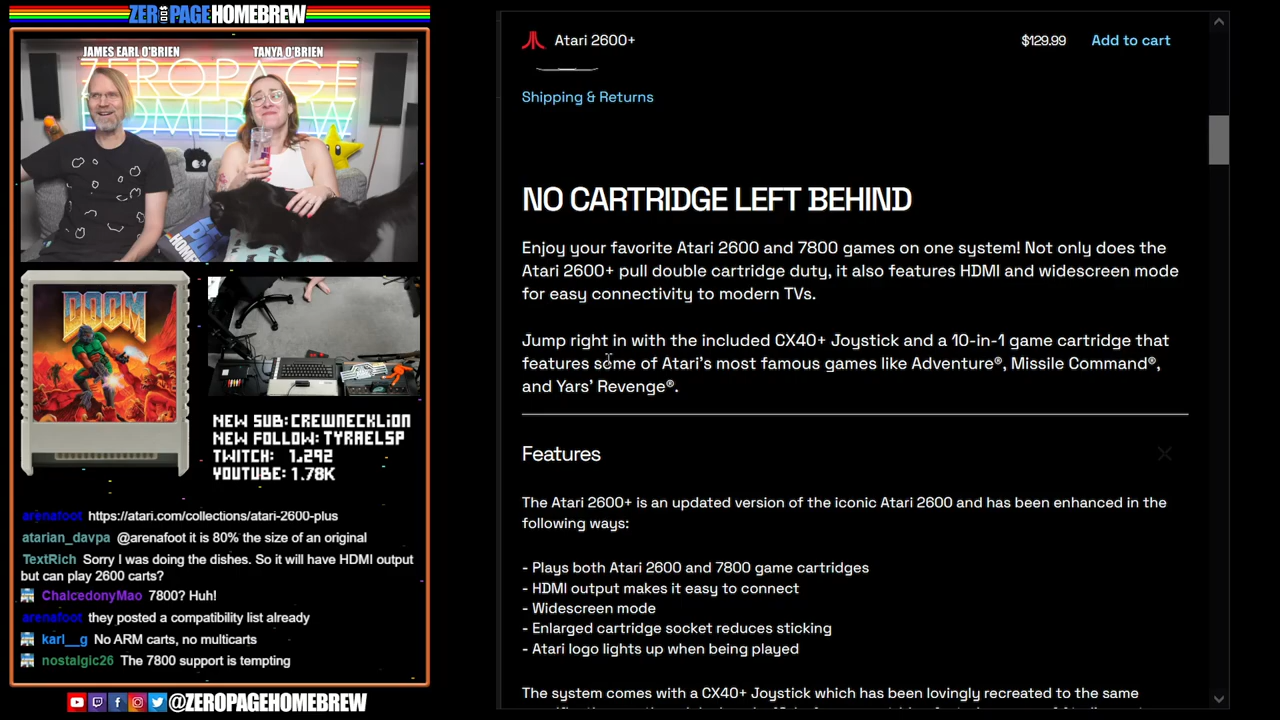 ZEROPAGE HOMEBREW
JAMES EARL O'BRIEN
TANYA O'BRIEN
ZEROPAGE
HOMEBREW
DOOM
NEW SUB:CREWNECKLION
NEW FOLLOW:TYRAELSP
TWITCH: 1,292
YOUTUBE: 1.78K
arenafoot https://atari.com/collections/atari-2600-plus
atarian_davpa @arenafoot it is 80% the size of an original
TextRich Sorry I was doing the dishes. So it will have HDMI output
but can play 2600 carts?
ChalcedonyMao 7800? Huh!
arenafoot they posted a compatibility list already
karl__g No ARM carts, no multicarts
nostalgic26 The 7800 support is tempting
@ZEROPAGEHOMEBREW
Atari 2600+
$129.99
Add to cart
Shipping & Returns
NO CARTRIDGE LEFT BEHIND
Enjoy your favorite Atari 2600 and 7800 games on one system! Not only does the
Atari 2600+ pull double cartridge duty, it also features HDMI and widescreen mode
for easy connectivity to modern TVs.
Jump right in with the included CX40+ Joystick and a 10-in-1 game cartridge that
features some of Atari's most famous games like Adventure®, Missile Command®,
and Yars' Revenge®.
Features
The Atari 2600+ is an updated version of the iconic Atari 2600 and has been enhanced in the
following ways:
- Plays both Atari 2600 and 7800 game cartridges
- HDMI output makes it easy to connect
- Widescreen mode
- Enlarged cartridge socket reduces sticking
- Atari logo lights up when being played
The system comes with a CX40+ Joystick which has been lovingly recreated to the same